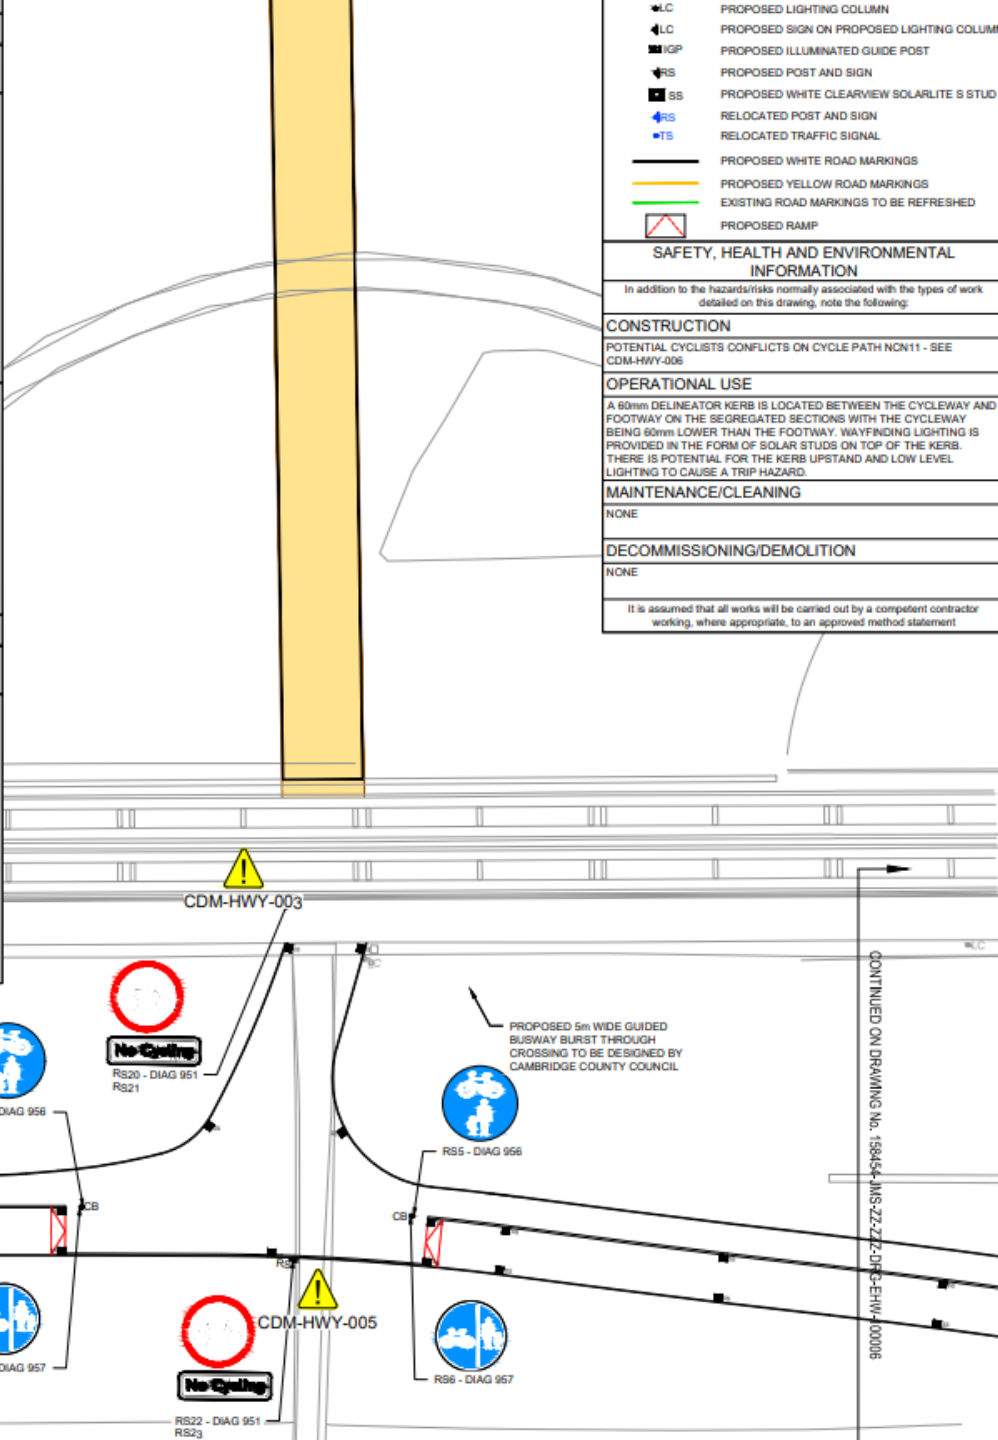 LC PROPOSED LIGHTING COLUMN
LC PROPOSED SIGN ON PROPOSED LIGHTING COLUM
IGP PROPOSED ILLUMINATED GUIDE POST
RS PROPOSED POST AND SIGN
SS PROPOSED WHITE CLEARVIEW SOLARLITE S STUD
RS RELOCATED POST AND SIGN
TS RELOCATED TRAFFIC SIGNAL
PROPOSED WHITE ROAD MARKINGS
PROPOSED YELLOW ROAD MARKINGS
EXISTING ROAD MARKINGS TO BE REFRESHED
PROPOSED RAMP
SAFETY, HEALTH AND ENVIRONMENTAL
INFORMATION
In addition to the hazards/risks normally associated with the types of work
detailed on this drawing, note the following:
CONSTRUCTION
POTENTIAL CYCLISTS CONFLICTS ON CYCLE PATH NCN11 - SEE
CDM-HWY-006
OPERATIONAL USE
A 60mm DELINEATOR KERB IS LOCATED BETWEEN THE CYCLEWAY AND
FOOTWAY ON THE SEGREGATED SECTIONS WITH THE CYCLEWAY
BEING 60mm LOWER THAN THE FOOTWAY. WAYFINDING LIGHTING IS
PROVIDED IN THE FORM OF SOLAR STUDS ON TOP OF THE KERB.
THERE IS POTENTIAL FOR THE KERB UPSTAND AND LOW LEVEL
LIGHTING TO CAUSE A TRIP HAZARD.
MAINTENANCE/CLEANING
NONE
DECOMMISSIONING/DEMOLITION
NONE
It is assumed that all works will be carried out by a competent contractor
working, where appropriate, to an approved method statement
CDM-HWY-003
LC
No Cycling
RS20 - DIAG 951
RS21
PROPOSED 5m WIDE GUIDED
BUSWAY BURST THROUGH
CROSSING TO BE DESIGNED BY
CAMBRIDGE COUNTY COUNCIL
CONTINUED ON DRAWING No. 158454-JMS-ZZ-ZZZ-DRG-EHW-100006
DIAG 956
RS5 - DIAG 956
CB
CB
CDM-HWY-005
No Cycling
DIAG 957
RS6 - DIAG 957
RS22 - DIAG 951
RS23